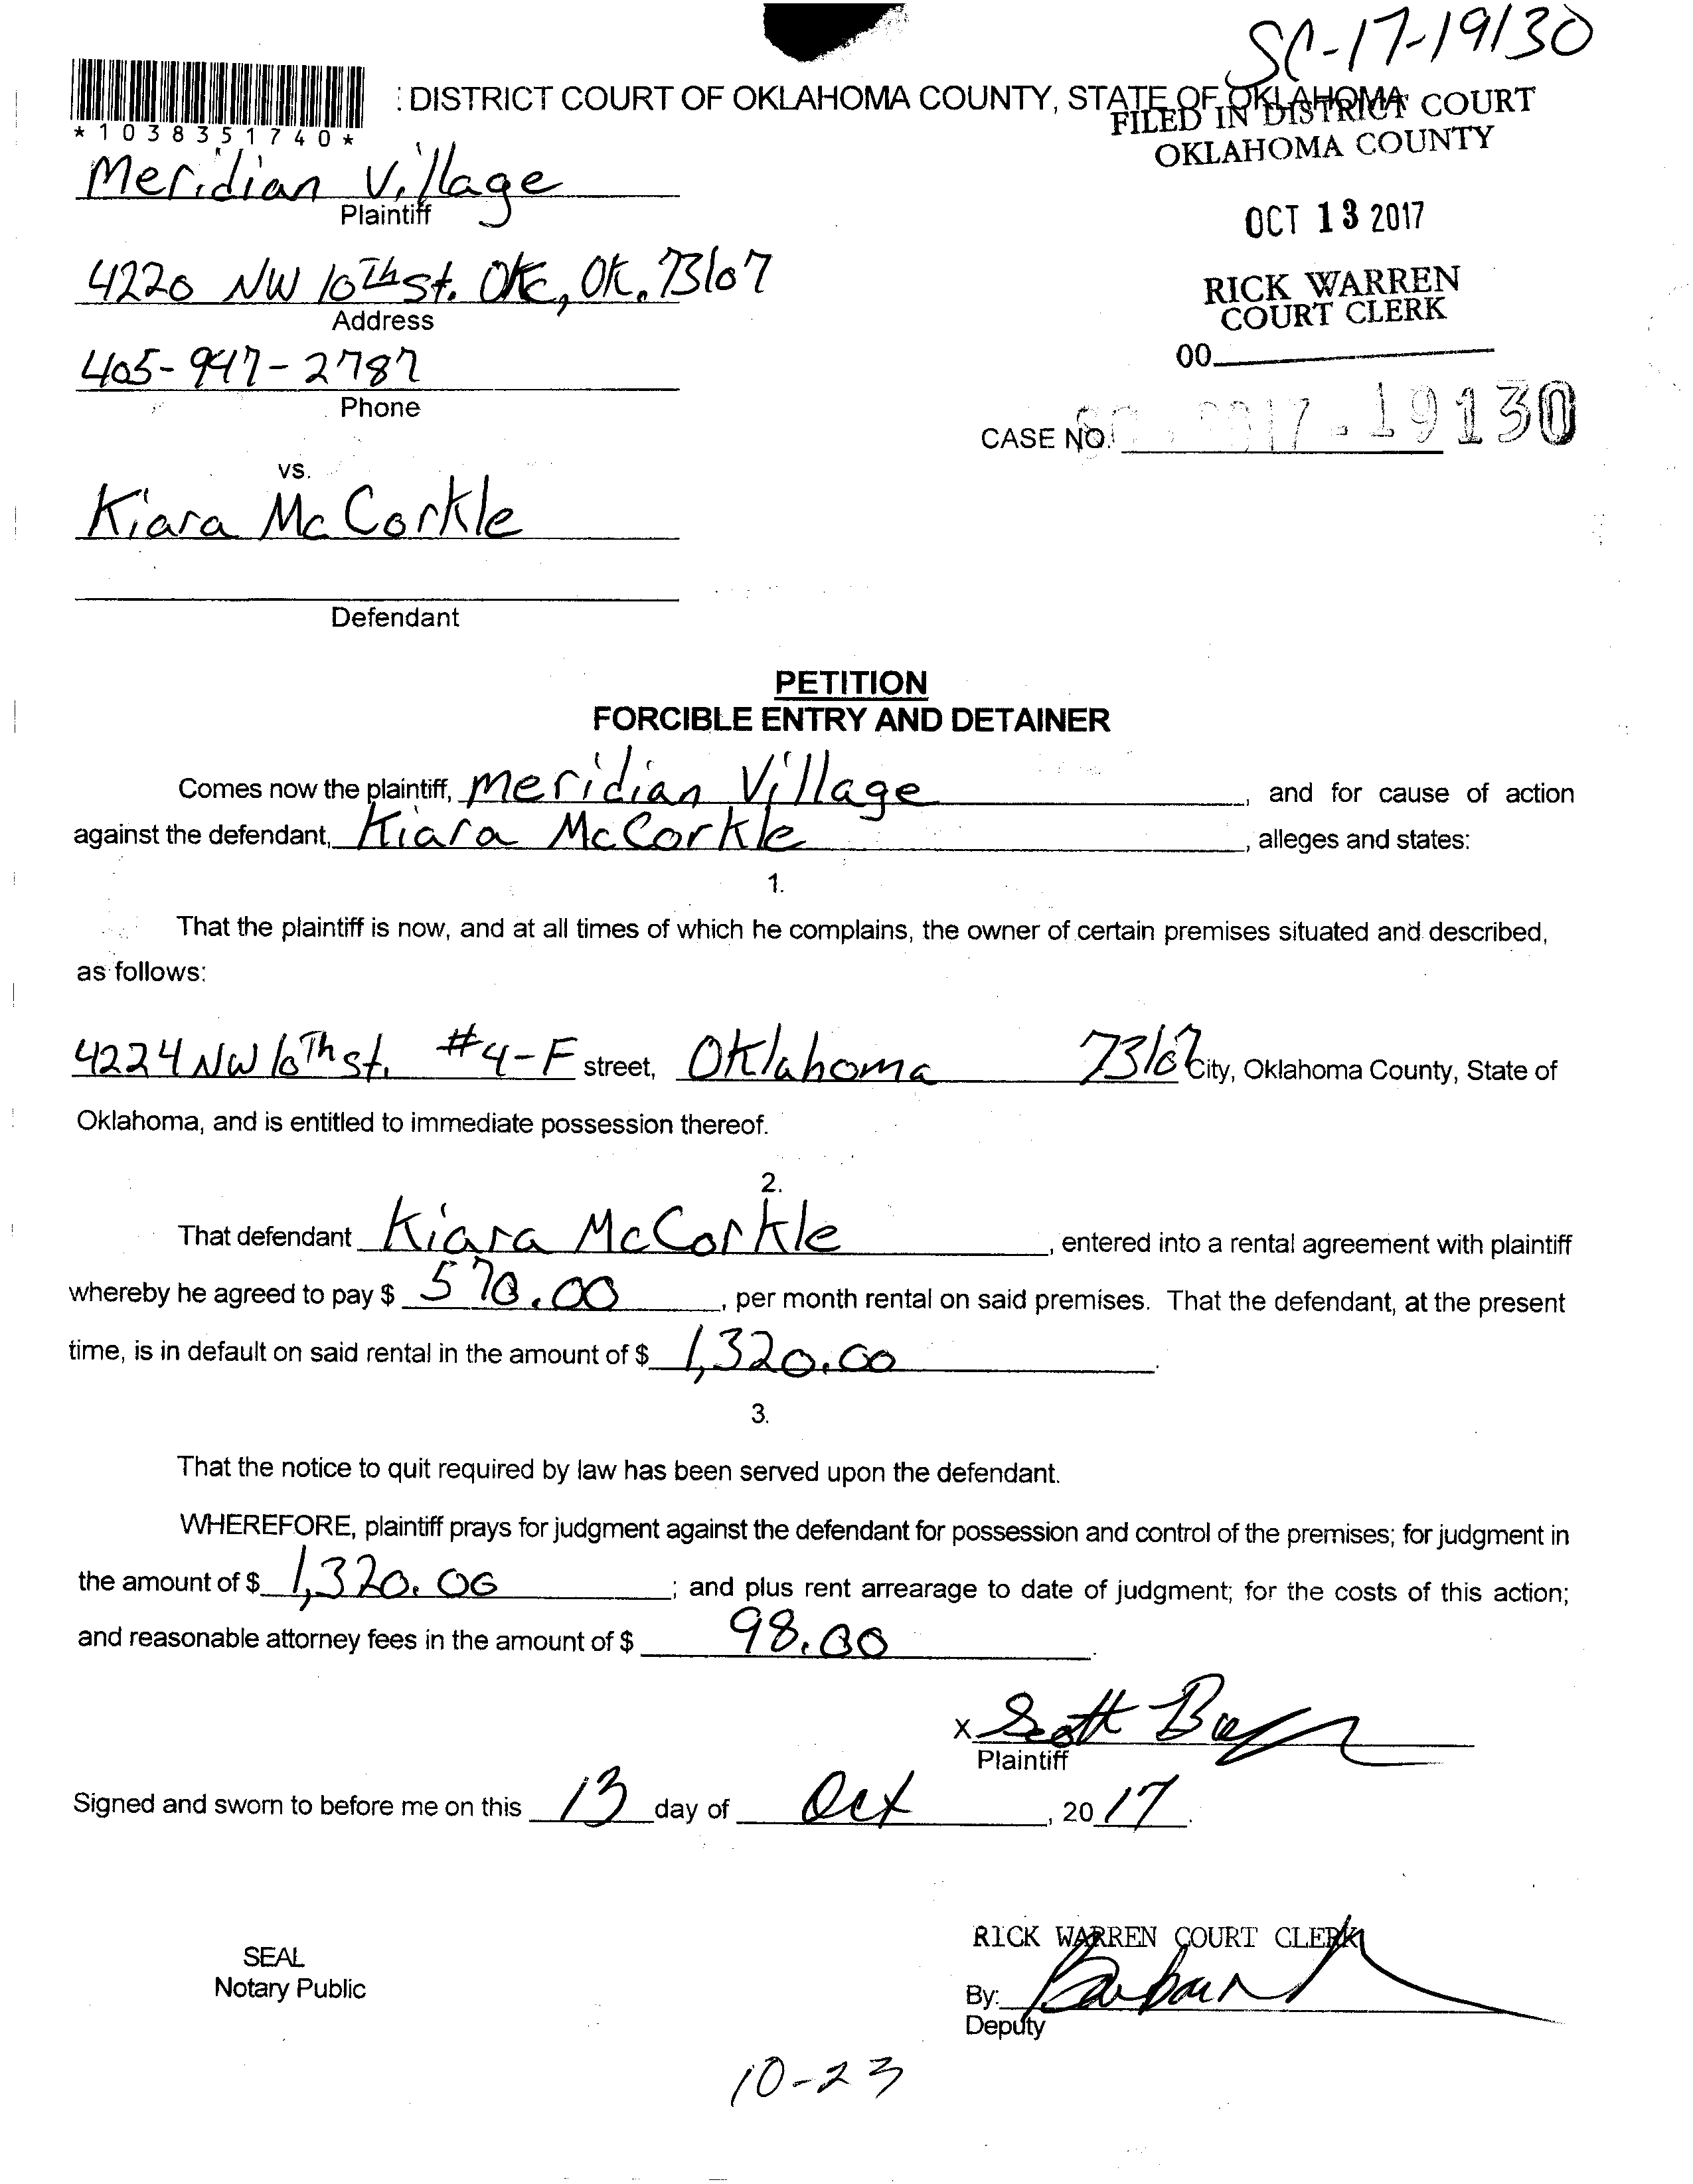 SC-17-19130
: DISTRICT COURT OF OKLAHOMA COUNTY, STATE OF OKLAHOMA
FILED IN DISTRICT COURT
OKLAHOMA COUNTY
*1038351740*
Meridian Village
Plaintiff
OCT 13 2017
4220 NW 10th St. OKC, OK. 73107
Address
RICK WARREN
COURT CLERK
00
405-947-2787
Phone
CASE NO. SC 2017-19130
vs.
Kiara McCorkle
Defendant
PETITION
FORCIBLE ENTRY AND DETAINER
Comes now the plaintiff, Meridian Village, and for cause of action
against the defendant, Kiara McCorkle, alleges and states:
1.
That the plaintiff is now, and at all times of which he complains, the owner of certain premises situated and described,
as follows:
4224 NW 10th st. #4-F street, Oklahoma 73107 City, Oklahoma County, State of
Oklahoma, and is entitled to immediate possession thereof.
2.
That defendant Kiara McCorkle, entered into a rental agreement with plaintiff
whereby he agreed to pay $ 570.00, per month rental on said premises. That the defendant, at the present
time, is in default on said rental in the amount of $ 1,320.00.
3.
That the notice to quit required by law has been served upon the defendant.
WHEREFORE, plaintiff prays for judgment against the defendant for possession and control of the premises; for judgment in
the amount of $ 1,320.00; and plus rent arrearage to date of judgment; for the costs of this action;
and reasonable attorney fees in the amount of $ 98.00.
X Scott
Plaintiff
Signed and sworn to before me on this 13 day of Oct, 2017.
RICK WARREN COURT CLERK
SEAL
Notary Public
By:
Deputy
10-23